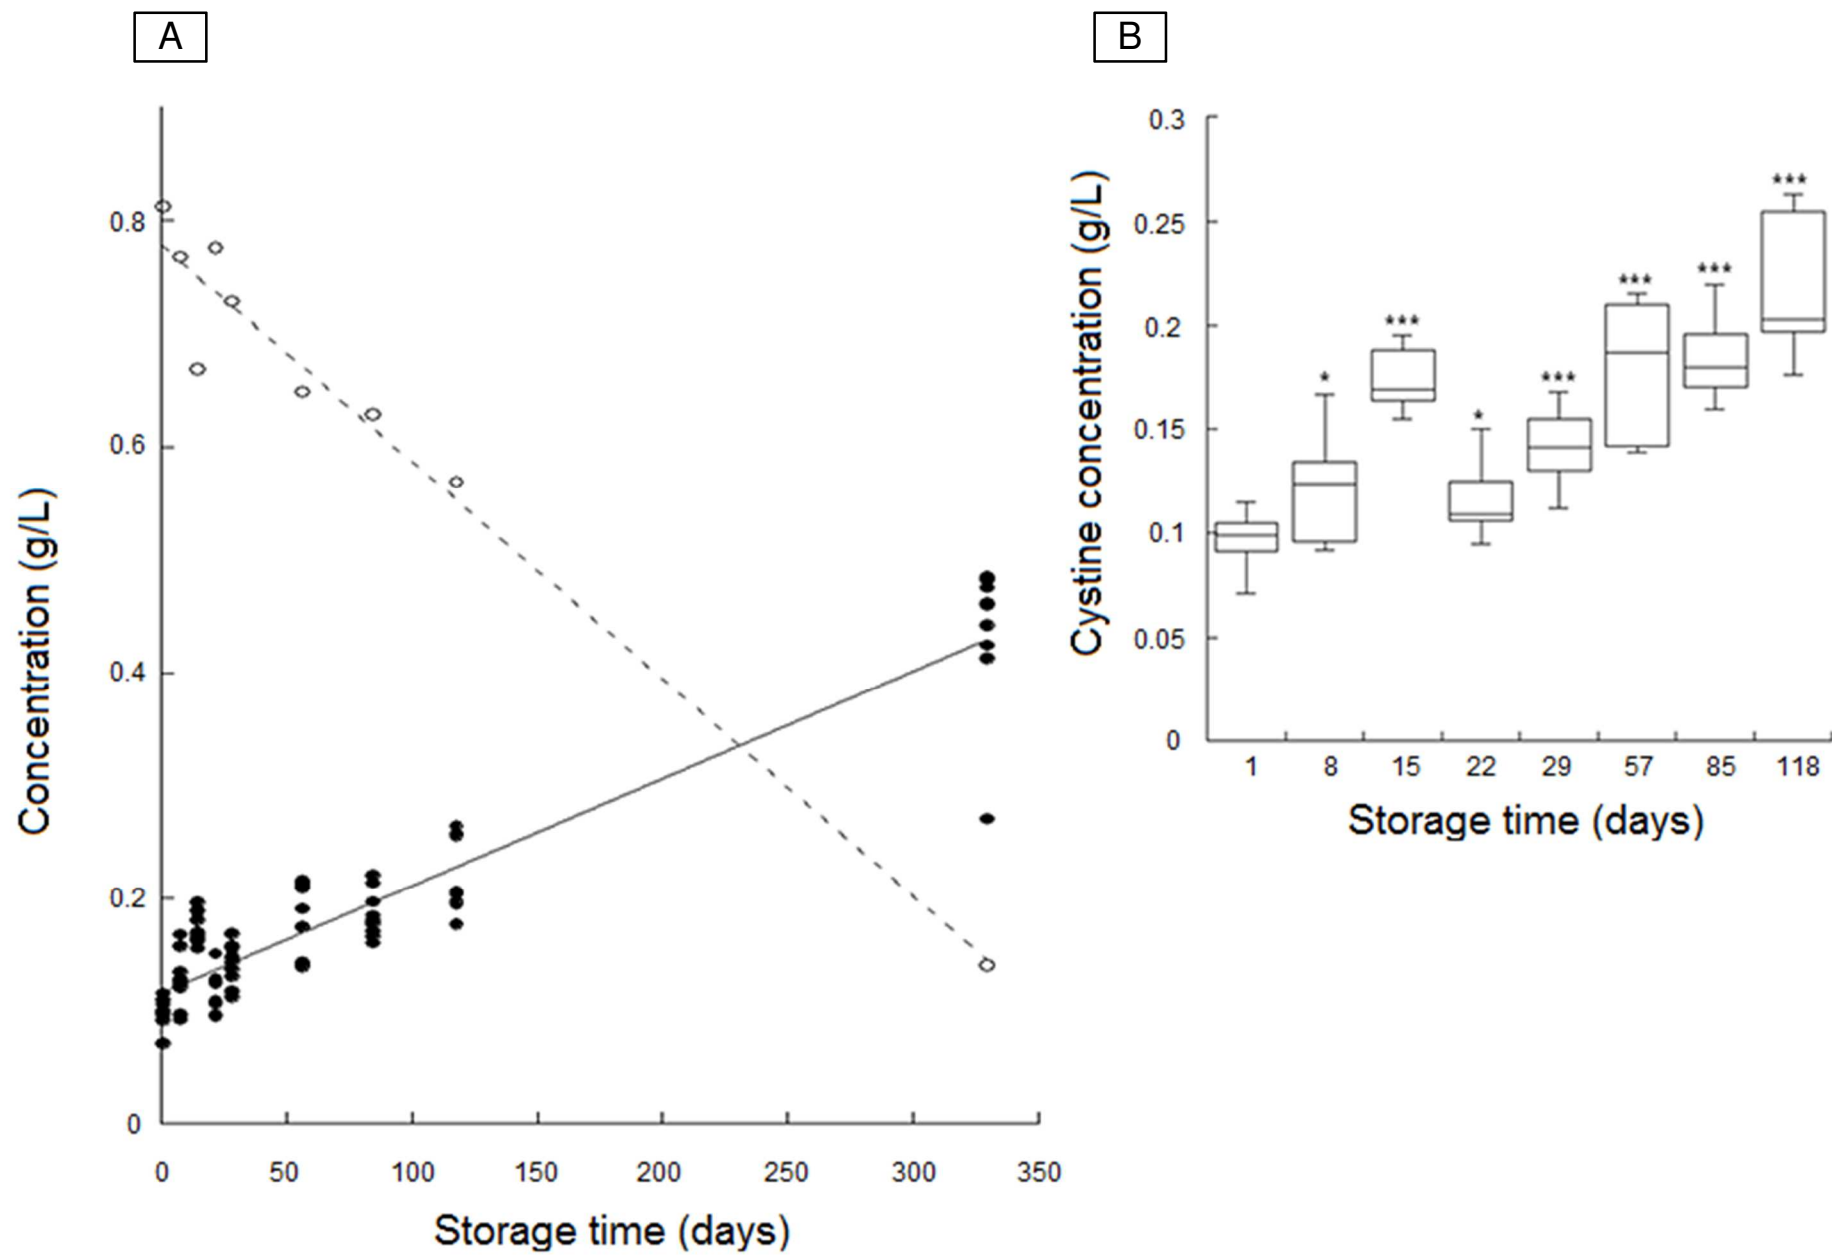 A
0.8
0.6
0.4
0.2
0
Concentration (g/L)
0 50 100 150 200 250 300 350
Storage time (days)
B
0.3
0.25
0.2
0.15
0.1
0.05
0
Cystine concentration (g/L)
* *** * *** *** *** ***
1 8 15 22 29 57 85 118
Storage time (days)